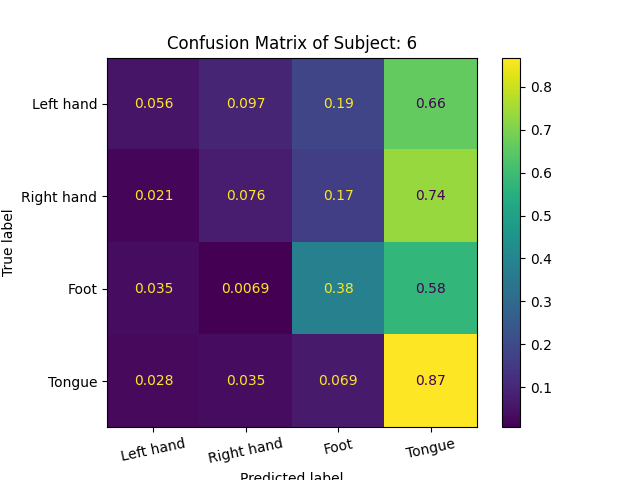 Confusion Matrix of Subject: 6
True label
Left hand 0.056 0.097 0.19 0.66
Right hand 0.021 0.076 0.17 0.74
Foot 0.035 0.0069 0.38 0.58
Tongue 0.028 0.035 0.069 0.87
Left hand Right hand Foot Tongue
Predicted label
0.8
0.7
0.6
0.5
0.4
0.3
0.2
0.1